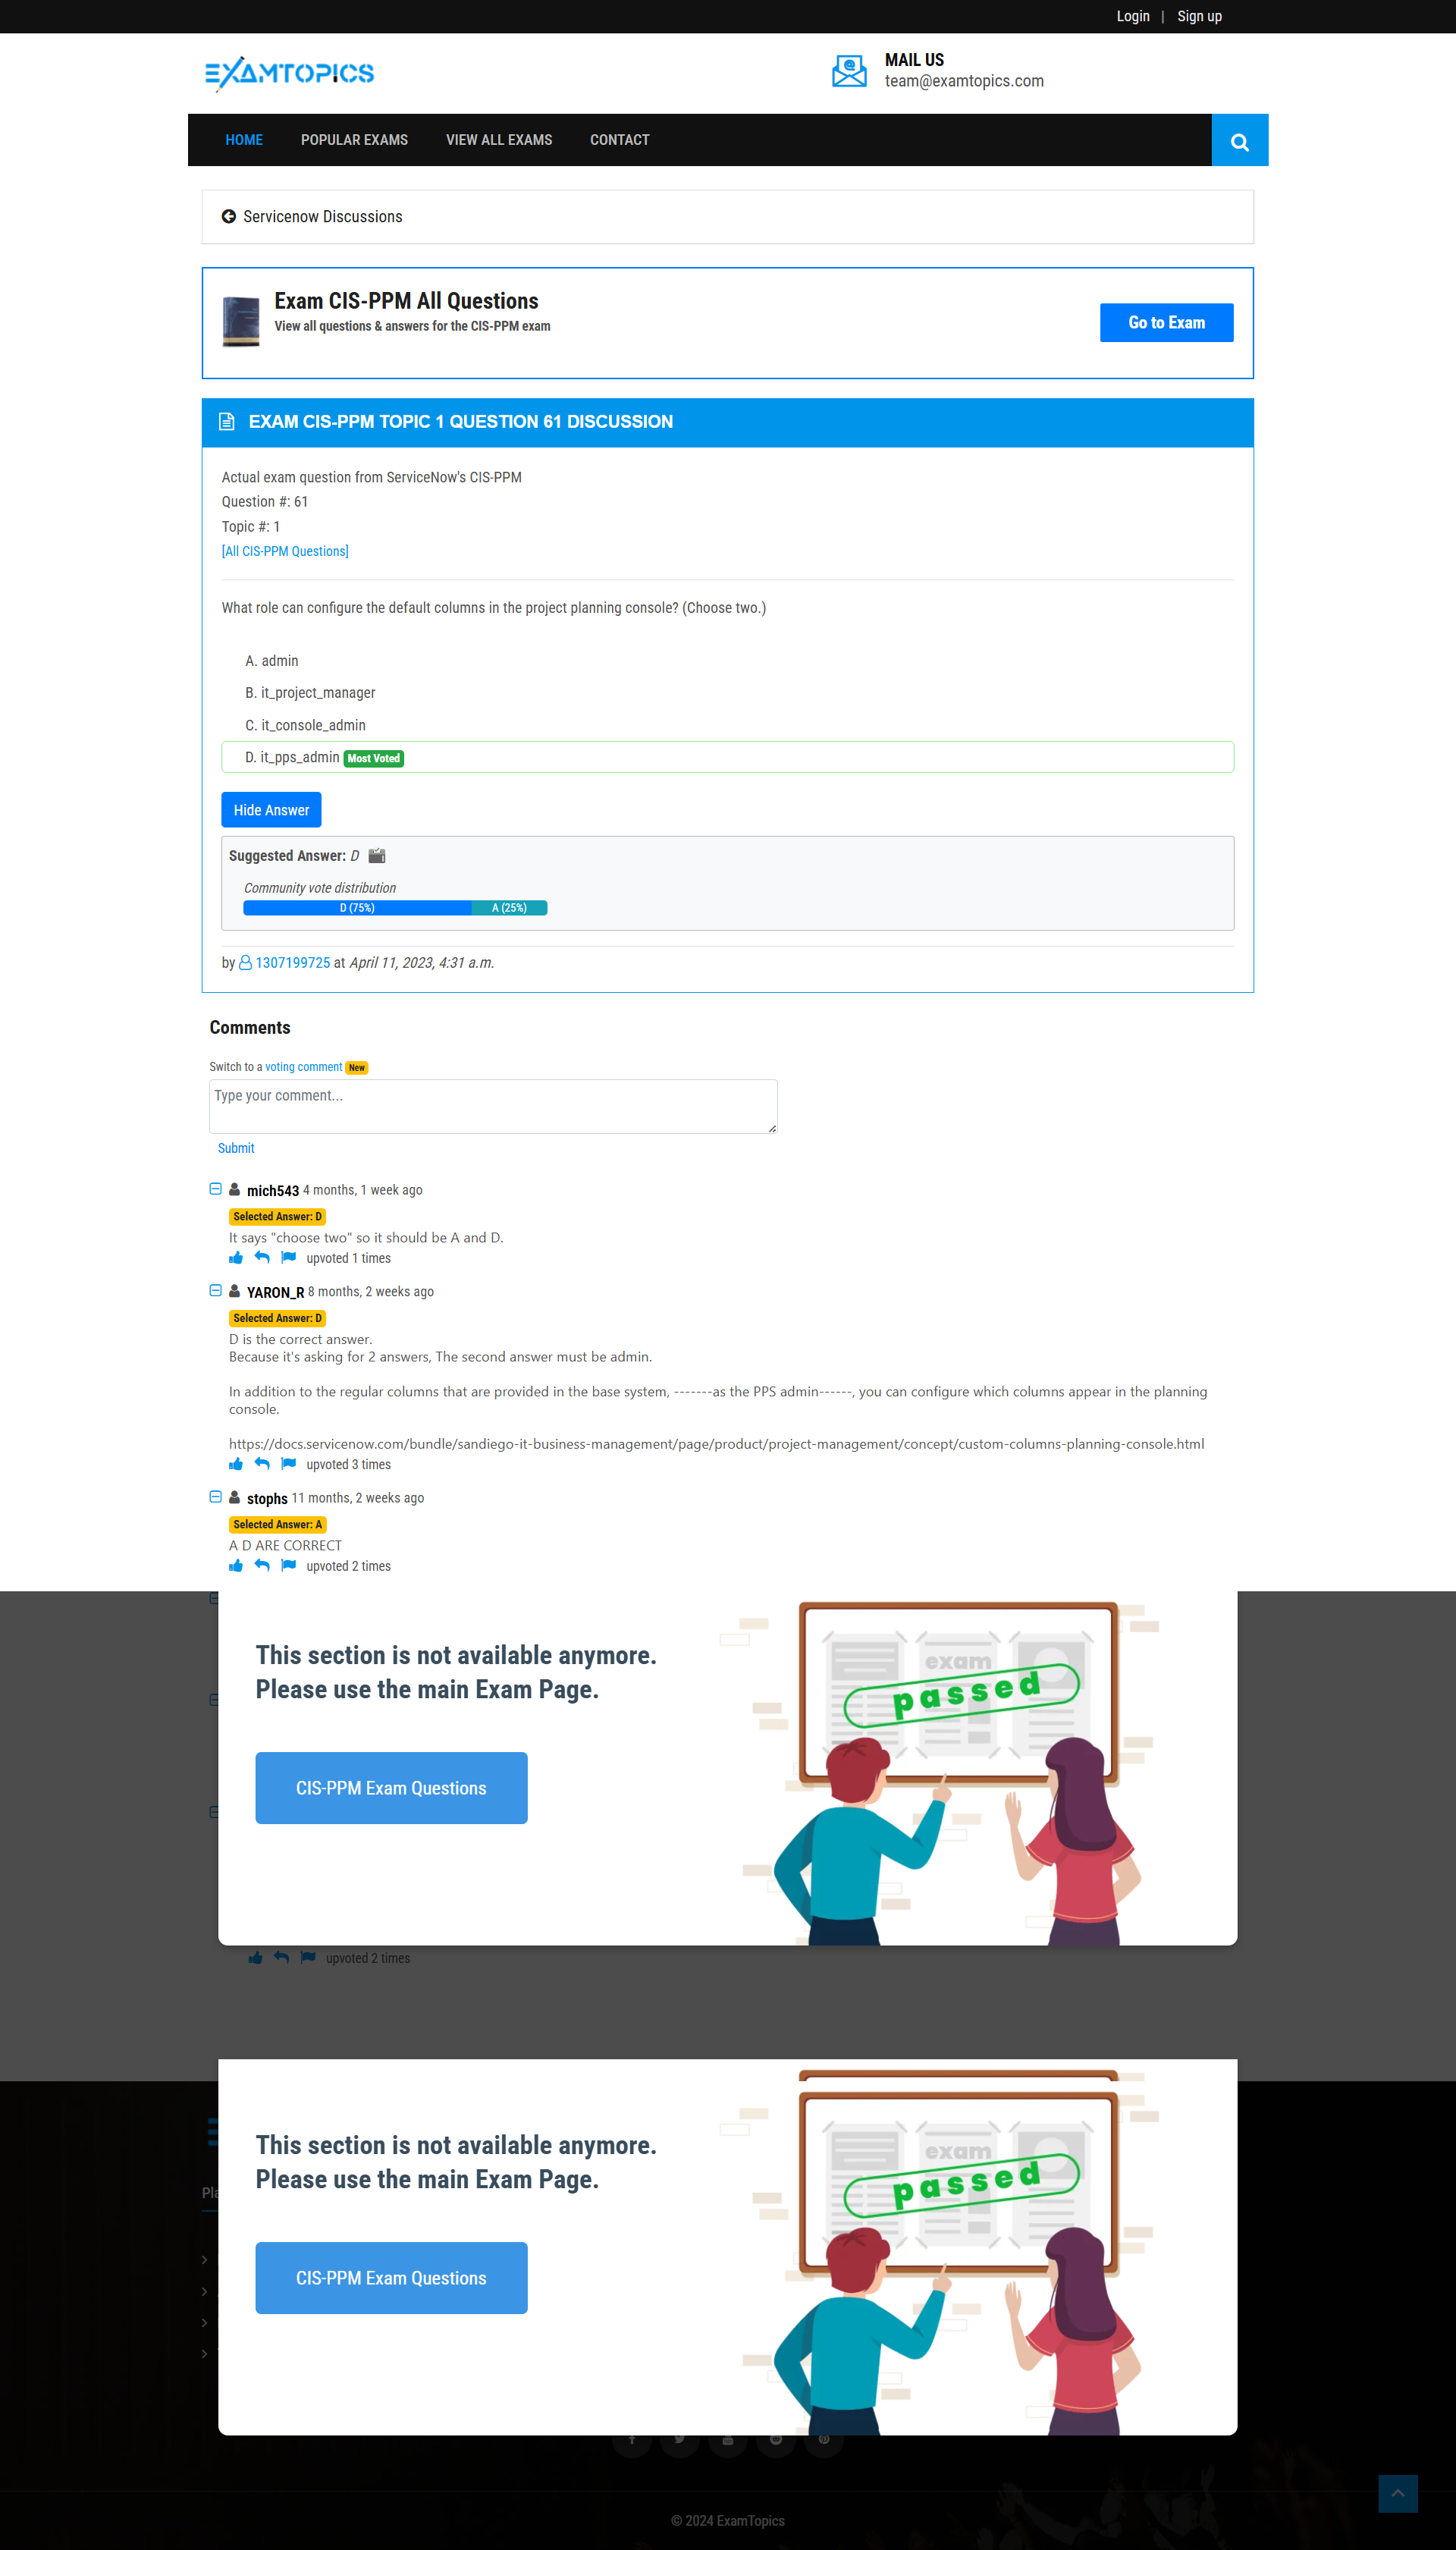 Login | Sign up
EXAMTOPICS
MAIL US
team@examtopics.com
HOME POPULAR EXAMS VIEW ALL EXAMS CONTACT
Servicenow Discussions
Exam CIS-PPM All Questions
View all questions & answers for the CIS-PPM exam
Go to Exam
EXAM CIS-PPM TOPIC 1 QUESTION 61 DISCUSSION
Actual exam question from ServiceNow's CIS-PPM
Question #: 61
Topic #: 1
[All CIS-PPM Questions]
What role can configure the default columns in the project planning console? (Choose two.)
A. admin
B. it_project_manager
C. it_console_admin
D. it_pps_admin Most Voted
Hide Answer
Suggested Answer: D
Community vote distribution
D (75%) A (25%)
by 1307199725 at April 11, 2023, 4:31 a.m.
Comments
Switch to a voting comment New
Type your comment...
Submit
mich543 4 months, 1 week ago
Selected Answer: D
It says "choose two" so it should be A and D.
upvoted 1 times
YARON_R 8 months, 2 weeks ago
Selected Answer: D
D is the correct answer.
Because it's asking for 2 answers, The second answer must be admin.
In addition to the regular columns that are provided in the base system, -------as the PPS admin------, you can configure which columns appear in the planning
console.
https://docs.servicenow.com/bundle/sandiego-it-business-management/page/product/project-management/concept/custom-columns-planning-console.html
upvoted 3 times
stophs 11 months, 2 weeks ago
Selected Answer: A
A D ARE CORRECT
upvoted 2 times
This section is not available anymore.
Please use the main Exam Page.
CIS-PPM Exam Questions
exam
passed
upvoted 2 times
This section is not available anymore.
Please use the main Exam Page.
CIS-PPM Exam Questions
exam
passed
© 2024 ExamTopics